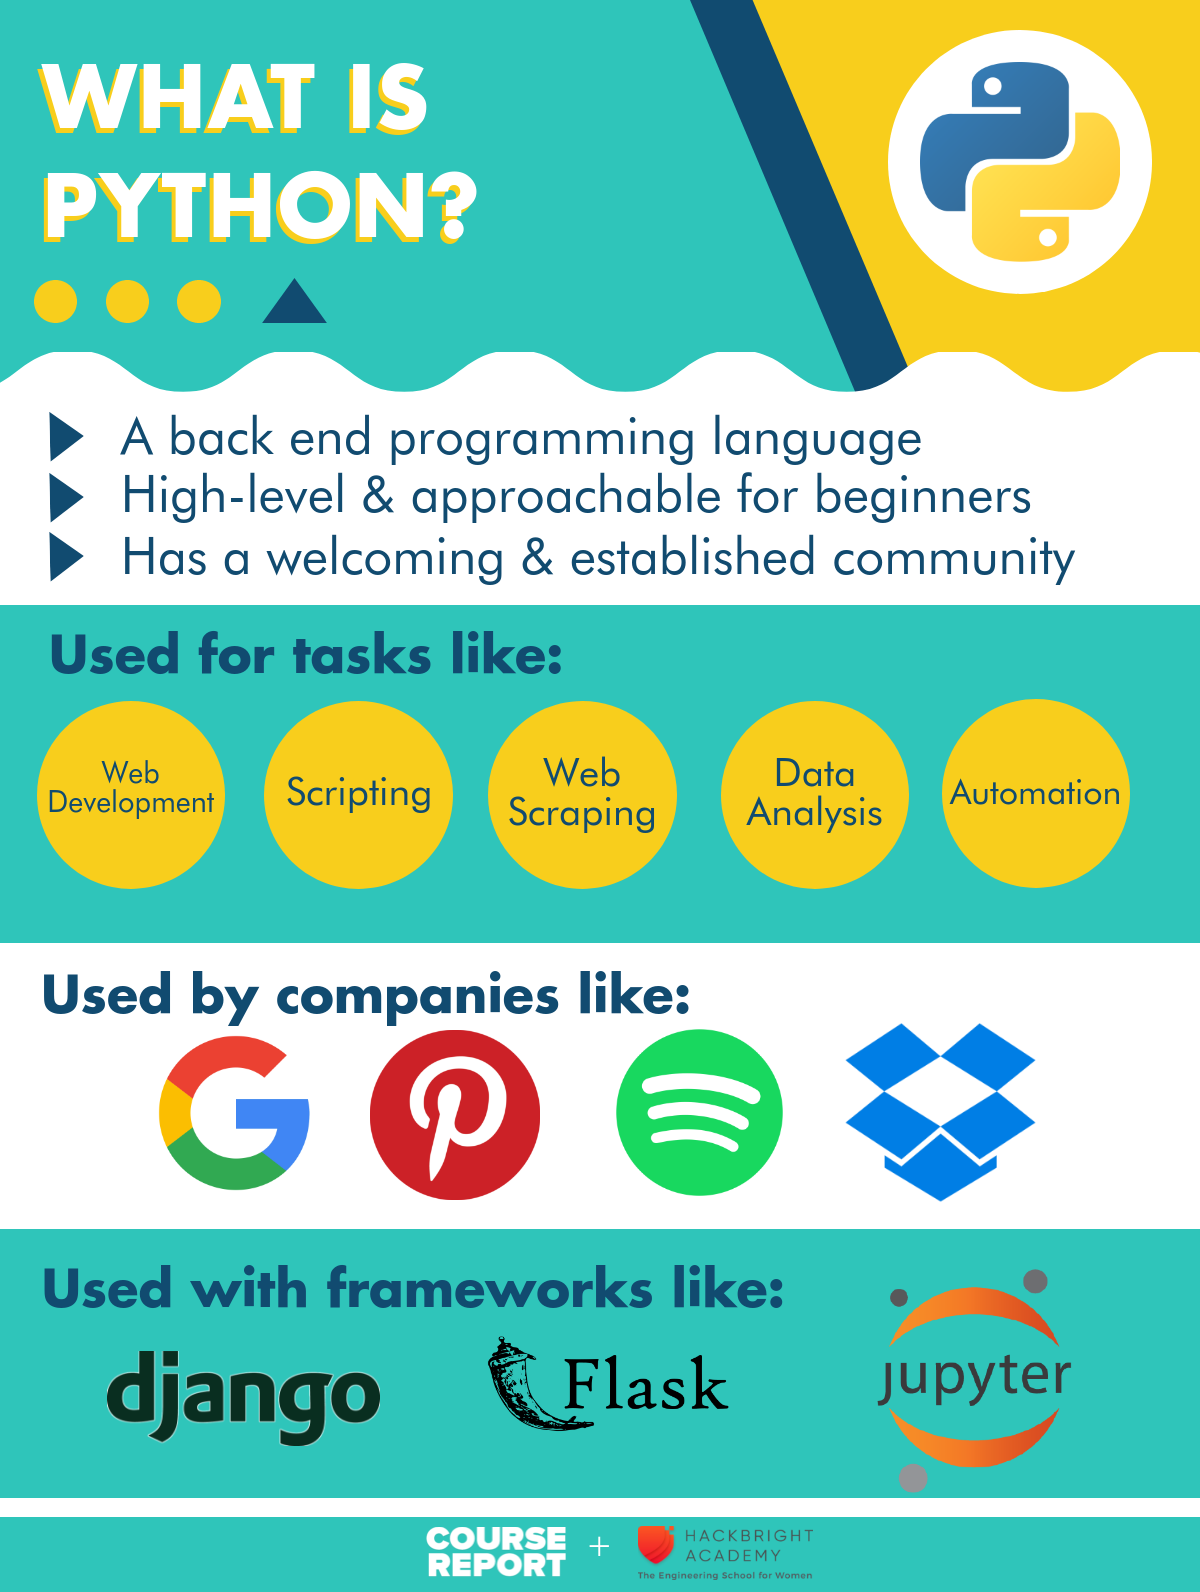 WHAT IS
PYTHON?
A back end programming language
High-level & approachable for beginners
Has a welcoming & established community
Used for tasks like:
Web
Development
Scripting
Web
Scraping
Data
Analysis
Automation
Used by companies like:
Used with frameworks like:
django
Flask
jupyter
COURSE
REPORT
+
HACKBRIGHT
ACADEMY
The Engineering School for Women